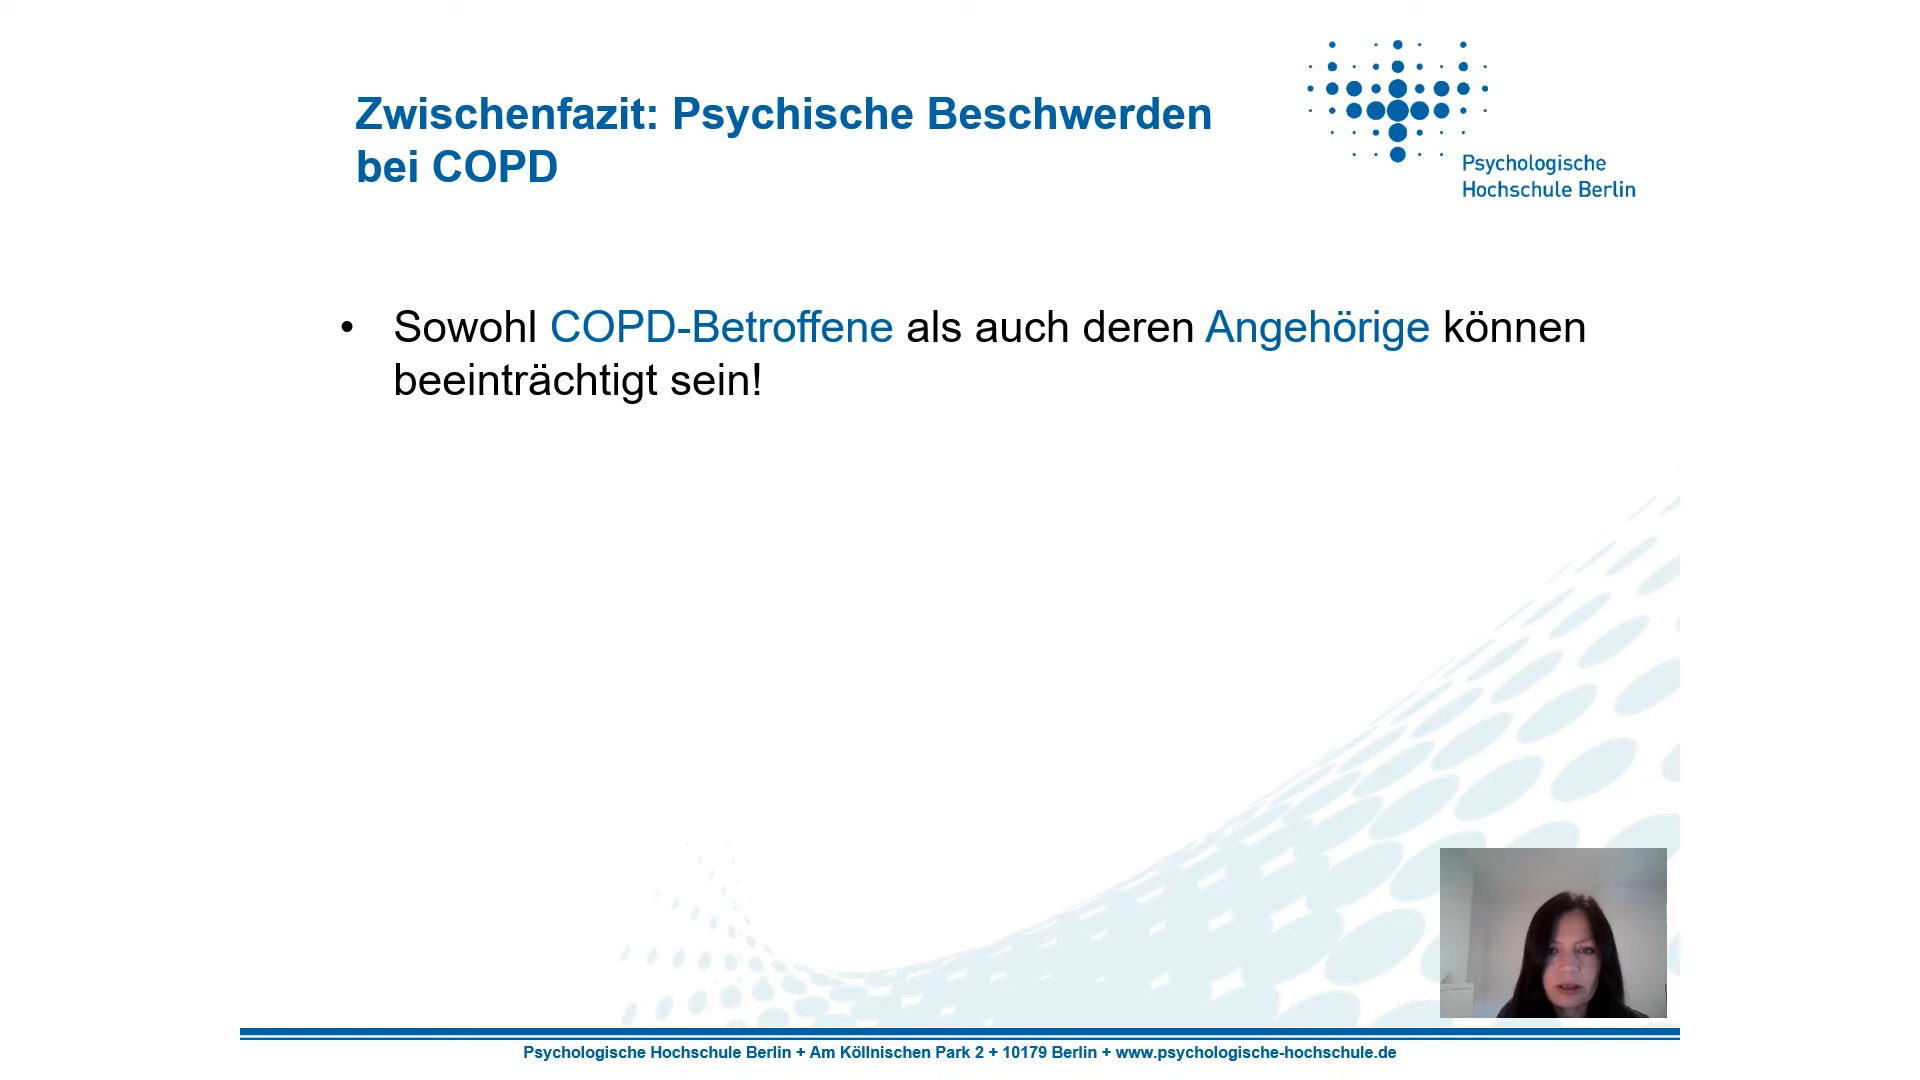 Zwischenfazit: Psychische Beschwerden
bei COPD
Psychologische
Hochschule Berlin
• Sowohl COPD-Betroffene als auch deren Angehörige können
beeinträchtigt sein!
Psychologische Hochschule Berlin + Am Köllnischen Park 2 + 10179 Berlin + www.psychologische-hochschule.de